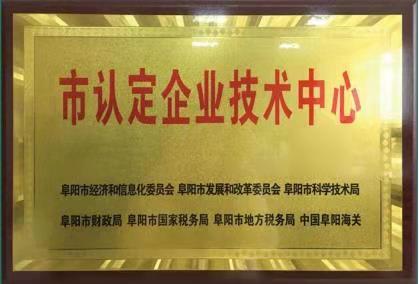 市认定企业技术中心
阜阳市经济和信息化委员会 阜阳市发展和改革委员会 阜阳市科学技术局
阜阳市财政局 阜阳市国家税务局 阜阳市地方税务局 中国阜阳海关